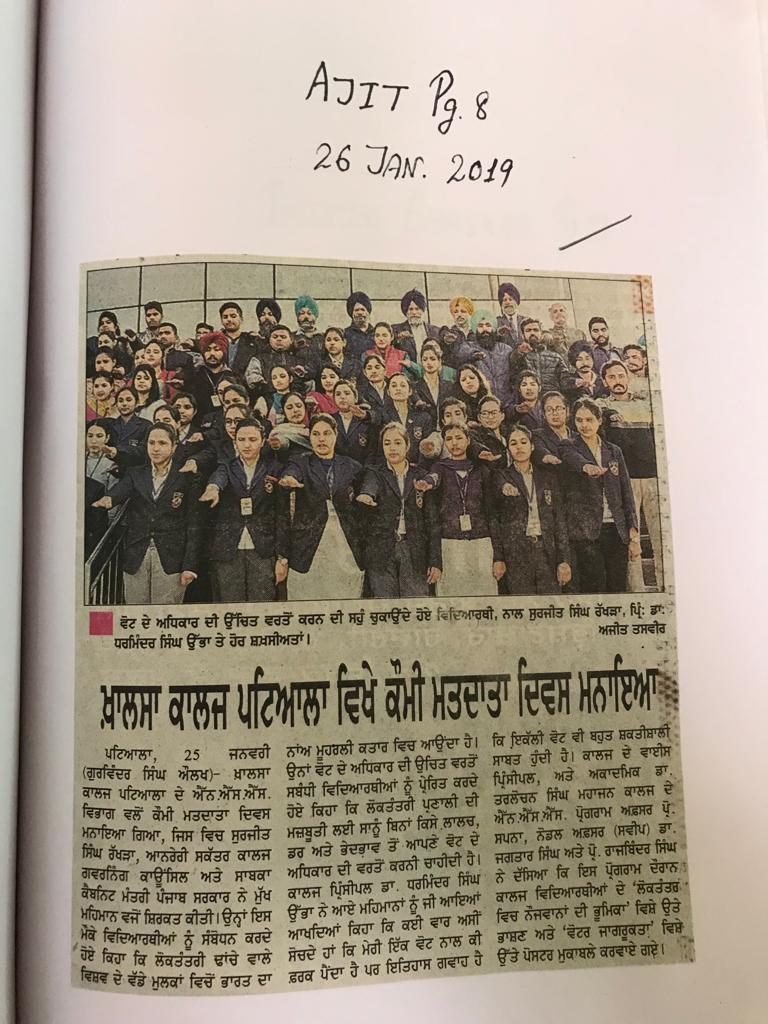 AJIT Pg. 8
26 JAN. 2019
ਵੋਟ ਦੇ ਅਧਿਕਾਰ ਦੀ ਉੱਚਿਤ ਵਰਤੋਂ ਕਰਨ ਦੀ ਸਹੁੰ ਚੁਕਾਉਂਦੇ ਹੋਏ ਵਿਦਿਆਰਥੀ, ਨਾਲ ਸੁਰਜੀਤ ਸਿੰਘ ਰੱਖੜਾ, ਪ੍ਰਿੰ: ਡਾ:
ਧਰਮਿੰਦਰ ਸਿੰਘ ਉੱਭਾ ਤੇ ਹੋਰ ਸ਼ਖ਼ਸੀਅਤਾਂ। ਅਜੀਤ ਤਸਵੀਰ
ਖ਼ਾਲਸਾ ਕਾਲਜ ਪਟਿਆਲਾ ਵਿਖੇ ਕੌਮੀ ਮਤਦਾਤਾ ਦਿਵਸ ਮਨਾਇਆ
ਪਟਿਆਲਾ, 25 ਜਨਵਰੀ
(ਗੁਰਵਿੰਦਰ ਸਿੰਘ ਔਲਖ)- ਖ਼ਾਲਸਾ
ਕਾਲਜ ਪਟਿਆਲਾ ਦੇ ਐੱਨ.ਐੱਸ.ਐੱਸ.
ਵਿਭਾਗ ਵਲੋਂ ਕੌਮੀ ਮਤਦਾਤਾ ਦਿਵਸ
ਮਨਾਇਆ ਗਿਆ, ਜਿਸ ਵਿਚ ਸੁਰਜੀਤ
ਸਿੰਘ ਰੱਖੜਾ, ਆਨਰੇਰੀ ਸਕੱਤਰ ਕਾਲਜ
ਗਵਰਨਿੰਗ ਕਾਊਂਸਿਲ ਅਤੇ ਸਾਬਕਾ
ਕੈਬਨਿਟ ਮੰਤਰੀ ਪੰਜਾਬ ਸਰਕਾਰ ਨੇ ਮੁੱਖ
ਮਹਿਮਾਨ ਵਜੋਂ ਸ਼ਿਰਕਤ ਕੀਤੀ। ਉਨ੍ਹਾਂ ਇਸ
ਮੌਕੇ ਵਿਦਿਆਰਥੀਆਂ ਨੂੰ ਸੰਬੋਧਨ ਕਰਦੇ
ਹੋਏ ਕਿਹਾ ਕਿ ਲੋਕਤੰਤਰੀ ਢਾਂਚੇ ਵਾਲੇ
ਵਿਸ਼ਵ ਦੇ ਵੱਡੇ ਮੁਲਕਾਂ ਵਿਚੋਂ ਭਾਰਤ ਦਾ
ਨਾਂਅ ਮੂਹਰਲੀ ਕਤਾਰ ਵਿਚ ਆਉਂਦਾ ਹੈ।
ਉਨਾਂ ਵੋਟ ਦੇ ਅਧਿਕਾਰ ਦੀ ਉਚਿਤ ਵਰਤੋਂ
ਸਬੰਧੀ ਵਿਦਿਆਰਥੀਆਂ ਨੂੰ ਪ੍ਰੇਰਿਤ ਕਰਦੇ
ਹੋਏ ਕਿਹਾ ਕਿ ਲੋਕਤੰਤਰੀ ਪ੍ਰਣਾਲੀ ਦੀ
ਮਜ਼ਬੂਤੀ ਲਈ ਸਾਨੂੰ ਬਿਨਾਂ ਕਿਸੇ ਲਾਲਚ,
ਡਰ ਅਤੇ ਭੇਦਭਾਵ ਤੋਂ ਆਪਣੇ ਵੋਟ ਦੇ
ਅਧਿਕਾਰ ਦੀ ਵਰਤੋਂ ਕਰਨੀ ਚਾਹੀਦੀ ਹੈ।
ਕਾਲਜ ਪ੍ਰਿੰਸੀਪਲ ਡਾ. ਧਰਮਿੰਦਰ ਸਿੰਘ
ਉੱਭਾ ਨੇ ਆਏ ਮਹਿਮਾਨਾਂ ਨੂੰ ਜੀ ਆਇਆਂ
ਆਖਦਿਆਂ ਕਿਹਾ ਕਿ ਕਈ ਵਾਰ ਅਸੀਂ
ਸੋਚਦੇ ਹਾਂ ਕਿ ਮੇਰੀ ਇੱਕ ਵੋਟ ਨਾਲ ਕੀ
ਫ਼ਰਕ ਪੈਂਦਾ ਹੈ ਪਰ ਇਤਿਹਾਸ ਗਵਾਹ ਹੈ
ਕਿ ਇਕੱਲੀ ਵੋਟ ਵੀ ਬਹੁਤ ਸ਼ਕਤੀਸ਼ਾਲੀ
ਸਾਬਤ ਹੁੰਦੀ ਹੈ। ਕਾਲਜ ਦੇ ਵਾਈਸ
ਪ੍ਰਿੰਸੀਪਲ, ਅਤੇ ਅਕਾਦਮਿਕ ਡਾ.
ਤਰਲੋਚਨ ਸਿੰਘ ਮਹਾਜਨ ਕਾਲਜ ਦੇ
ਐੱਨ.ਐੱਸ.ਐੱਸ. ਪ੍ਰੋਗਰਾਮ ਅਫ਼ਸਰ ਪ੍ਰੋ.
ਸਪਨਾ, ਨੋਡਲ ਅਫ਼ਸਰ (ਸਵੀਪ) ਡਾ.
ਜਗਤਾਰ ਸਿੰਘ ਅਤੇ ਪ੍ਰੋ. ਰਾਜਬਿੰਦਰ ਸਿੰਘ
ਨੇ ਦੱਸਿਆ ਕਿ ਇਸ ਪ੍ਰੋਗਰਾਮ ਦੌਰਾਨ
ਕਾਲਜ ਵਿਦਿਆਰਥੀਆਂ ਦੇ 'ਲੋਕਤੰਤਰ
ਵਿਚ ਨੌਜਵਾਨਾਂ ਦੀ ਭੂਮਿਕਾ' ਵਿਸ਼ੇ ਉਤੇ
ਭਾਸ਼ਣ ਅਤੇ 'ਵੋਟਰ ਜਾਗਰੂਕਤਾ' ਵਿਸ਼ੇ
ਉੱਤੇ ਪੋਸਟਰ ਮੁਕਾਬਲੇ ਕਰਵਾਏ ਗਏ।